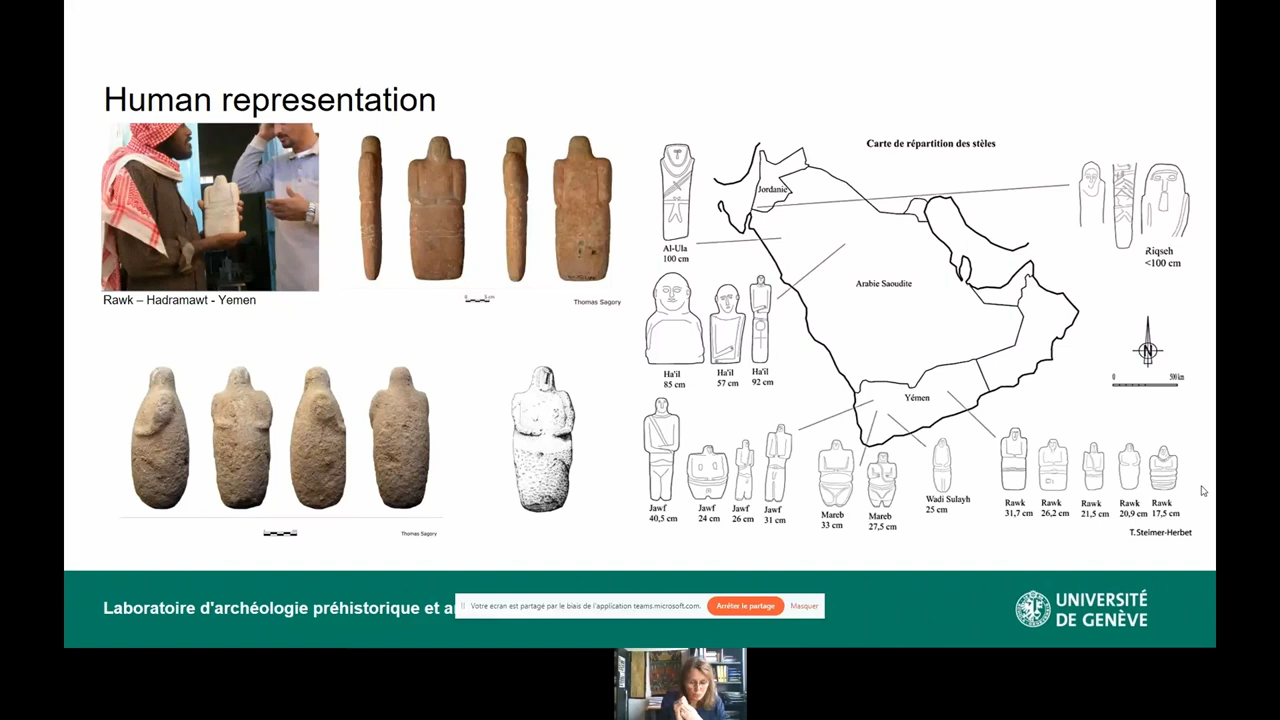 Human representation
Rawk – Hadramawt - Yemen
0 5 cm
Thomas Sagory
Thomas Sagory
Carte de répartition des stèles
Jordanie
Al-Ula
100 cm
Riqseh
<100 cm
Arabie Saoudite
Ha'il
85 cm
Ha'il
57 cm
Ha'il
92 cm
N
0 500 km
Yémen
Jawf
40,5 cm
Jawf
24 cm
Jawf
26 cm
Jawf
31 cm
Mareb
33 cm
Mareb
27,5 cm
Wadi Sulayh
25 cm
Rawk
31,7 cm
Rawk
26,2 cm
Rawk
21,5 cm
Rawk
20,9 cm
Rawk
17,5 cm
T. Steimer-Herbet
Laboratoire d'archéologie préhistorique et a
Votre écran est partagé par le biais de l'application teams.microsoft.com.
Arrêter le partage
Masquer
UNIVERSITÉ
DE GENÈVE